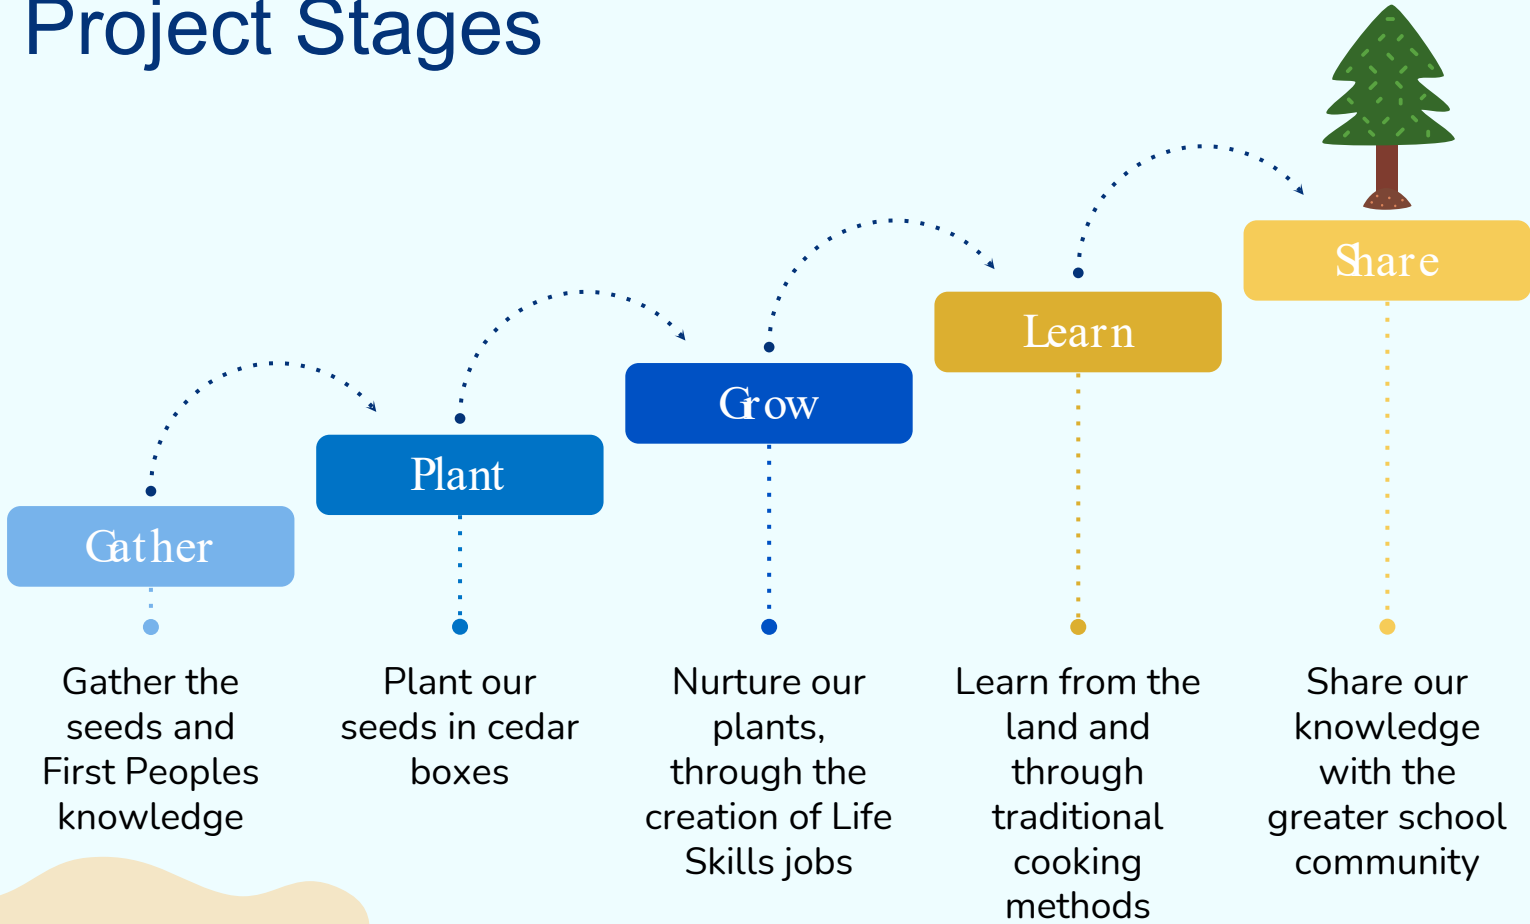 Project Stages
Share
Learn
Grow
Plant
Gather
Gather the
seeds and
First Peoples
knowledge
Plant our
seeds in cedar
boxes
Nurture our
plants,
through the
creation of Life
Skills jobs
Learn from the
land and
through
traditional
cooking
methods
Share our
knowledge
with the
greater school
community